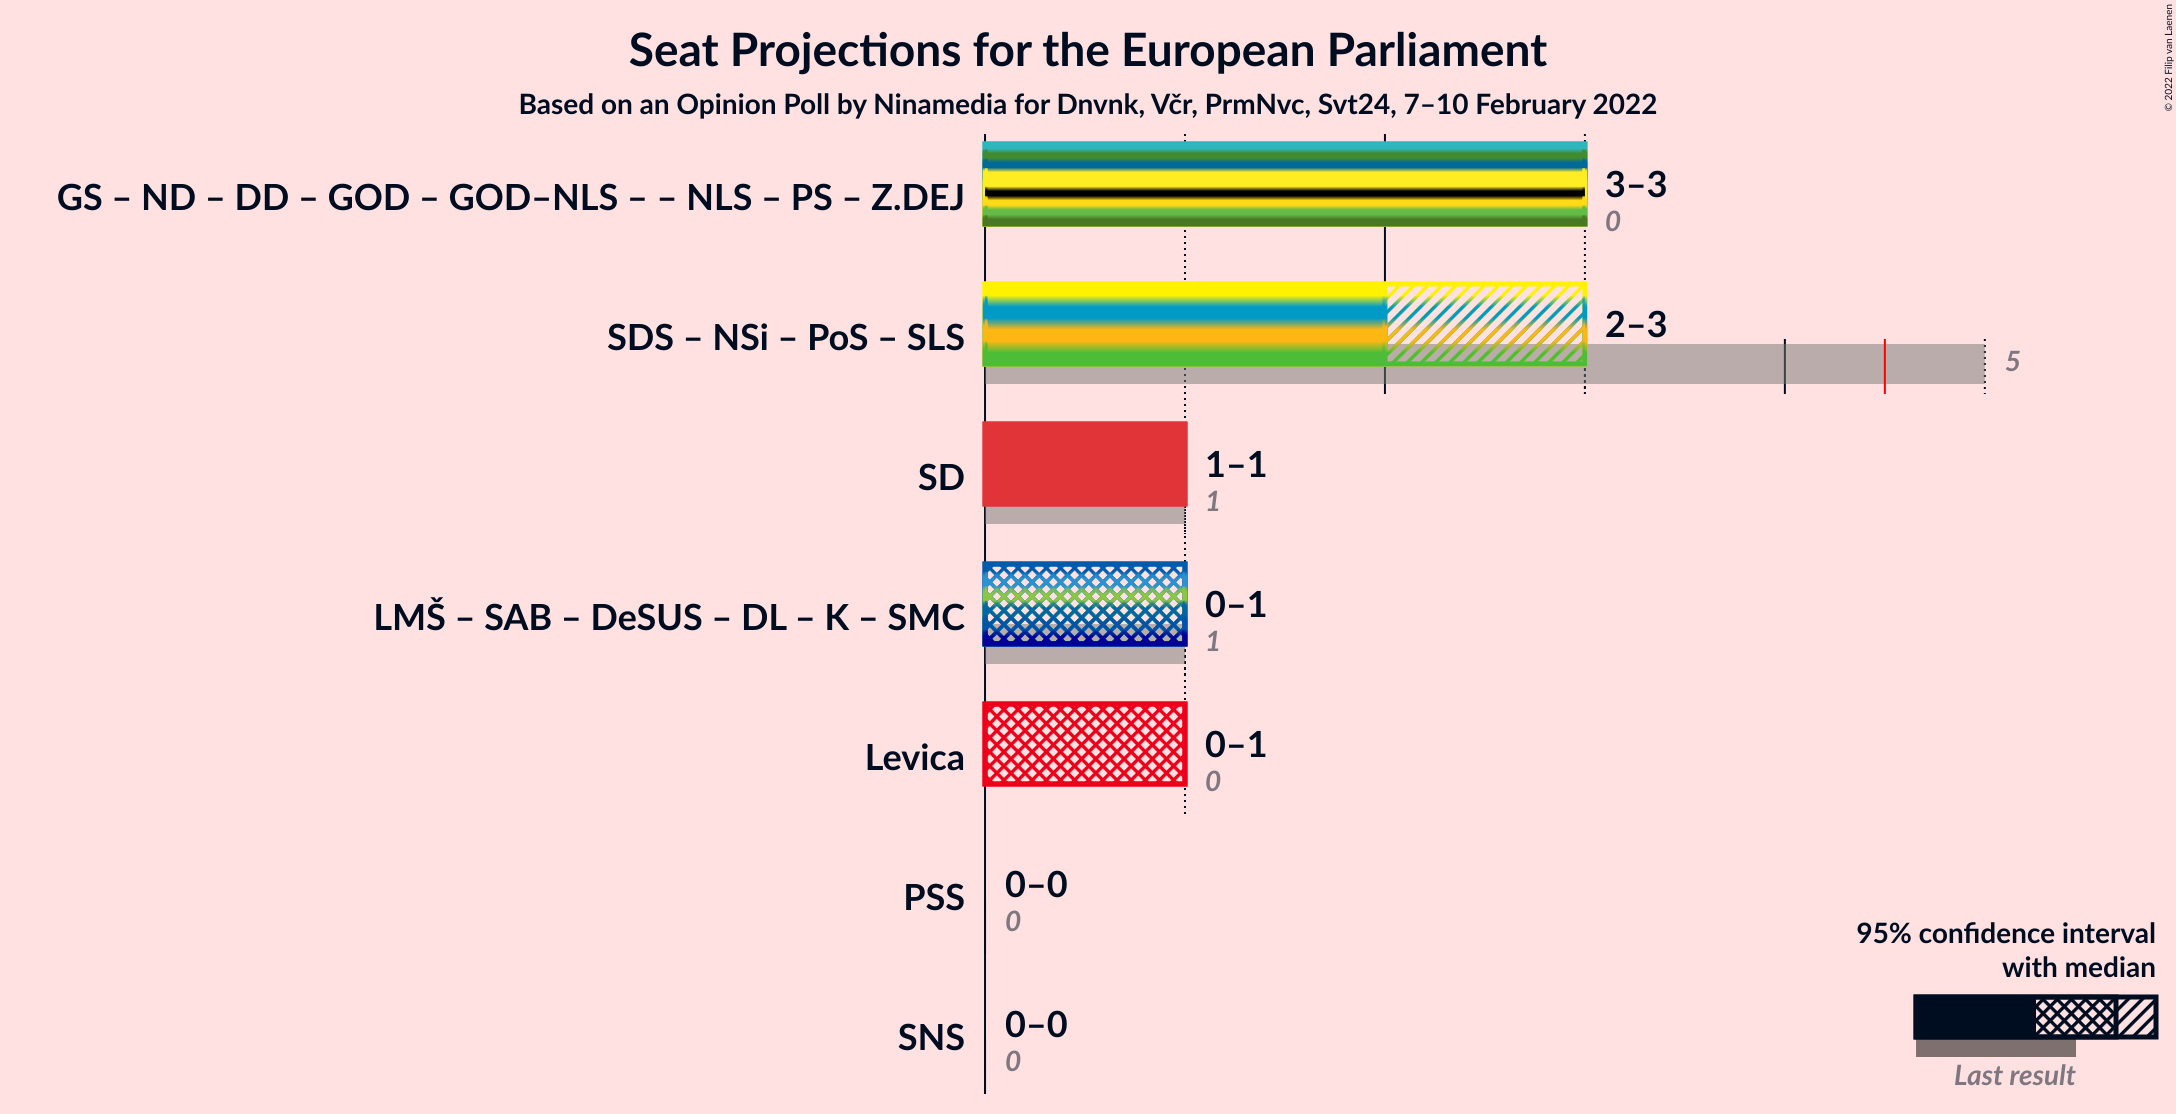 Seat Projections for the European Parliament
Based on an Opinion Poll by Ninamedia for Dnvnk, Včr, PrmNvc, Svt24, 7–10 February 2022
© 2022 Filip van Laenen
GS – ND – DD – GOD – GOD–NLS – – NLS – PS – Z.DEJ
3–3
0
SDS – NSi – PoS – SLS
2–3
5
SD
1–1
1
LMŠ – SAB – DeSUS – DL – K – SMC
0–1
1
Levica
0–1
0
PSS
0–0
0
SNS
0–0
0
95% confidence interval
with median
Last result